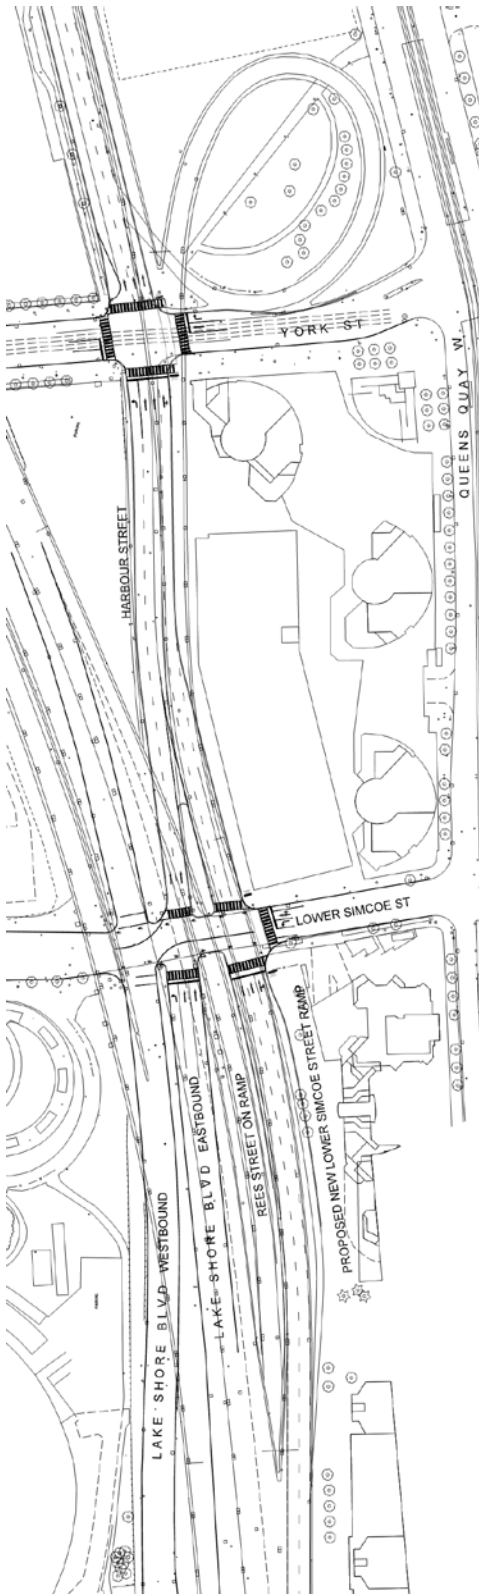 YORK ST
QUEENS QUAY W.
HARBOUR STREET
LOWER SIMCOE ST
PROPOSED NEW LOWER SIMCOE STREET RAMP
REES STREET ON RAMP
LAKE SHORE BLVD EASTBOUND
LAKE SHORE BLVD WESTBOUND